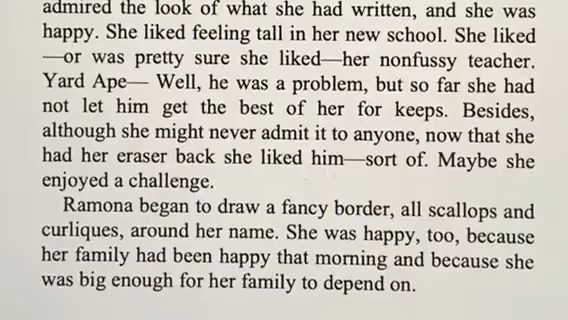 admired the look of what she had written, and she was
happy. She liked feeling tall in her new school. She liked
—or was pretty sure she liked—her nonfussy teacher.
Yard Ape— Well, he was a problem, but so far she had
not let him get the best of her for keeps. Besides,
although she might never admit it to anyone, now that she
had her eraser back she liked him—sort of. Maybe she
enjoyed a challenge.
Ramona began to draw a fancy border, all scallops and
curliques, around her name. She was happy, too, because
her family had been happy that morning and because she
was big enough for her family to depend on.